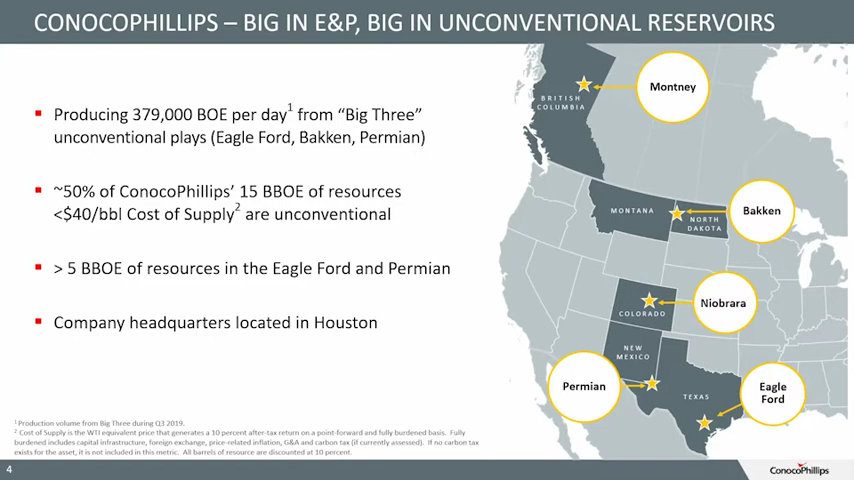 CONOCOPHILLIPS – BIG IN E&P, BIG IN UNCONVENTIONAL RESERVOIRS
▪ Producing 379,000 BOE per day1 from “Big Three”
unconventional plays (Eagle Ford, Bakken, Permian)
▪ ~50% of ConocoPhillips’ 15 BBOE of resources
<$40/bbl Cost of Supply2 are unconventional
▪ > 5 BBOE of resources in the Eagle Ford and Permian
▪ Company headquarters located in Houston
BRITISH
COLUMBIA
Montney
MONTANA
NORTH
DAKOTA
Bakken
COLORADO
Niobrara
NEW
MEXICO
Permian
TEXAS
Eagle
Ford
1 Production volume from Big Three during Q3 2019.
2 Cost of Supply is the WTI equivalent price that generates a 10 percent after-tax return on a point-forward and fully burdened basis. Fully
burdened includes capital infrastructure, foreign exchange, price-related inflation, G&A and carbon tax (if currently assessed). If no carbon tax
exists for the asset, it is not included in this metric. All barrels of resource are discounted at 10 percent.
4
ConocoPhillips